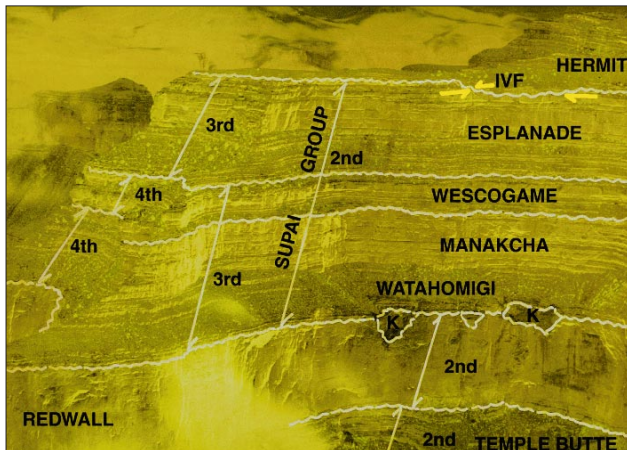 HERMIT
IVF
3rd
GROUP
ESPLANADE
2nd
4th
WESCOGAME
4th
SUPAI
MANAKCHA
3rd
WATAHOMIGI
K
K
2nd
REDWALL
2nd
TEMPLE BUTTE